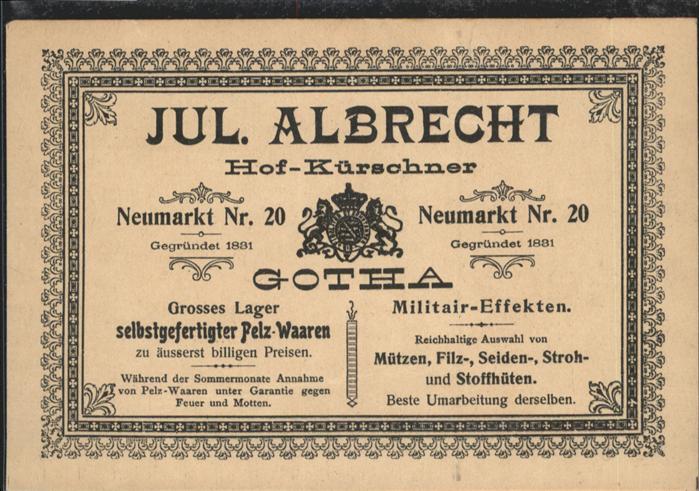 JUL. ALBRECHT
Hof-Kürschner
Neumarkt Nr. 20
Gegründet 1831
Neumarkt Nr. 20
Gegründet 1831
GOTHA
Grosses Lager
selbstgefertigter Pelz-Waaren
zu äusserst billigen Preisen.
Während der Sommermonate Annahme
von Pelz-Waaren unter Garantie gegen
Feuer und Motten.
Militair-Effekten.
Reichhaltige Auswahl von
Mützen, Filz-, Seiden-, Stroh-
und Stoffhüten.
Beste Umarbeitung derselben.